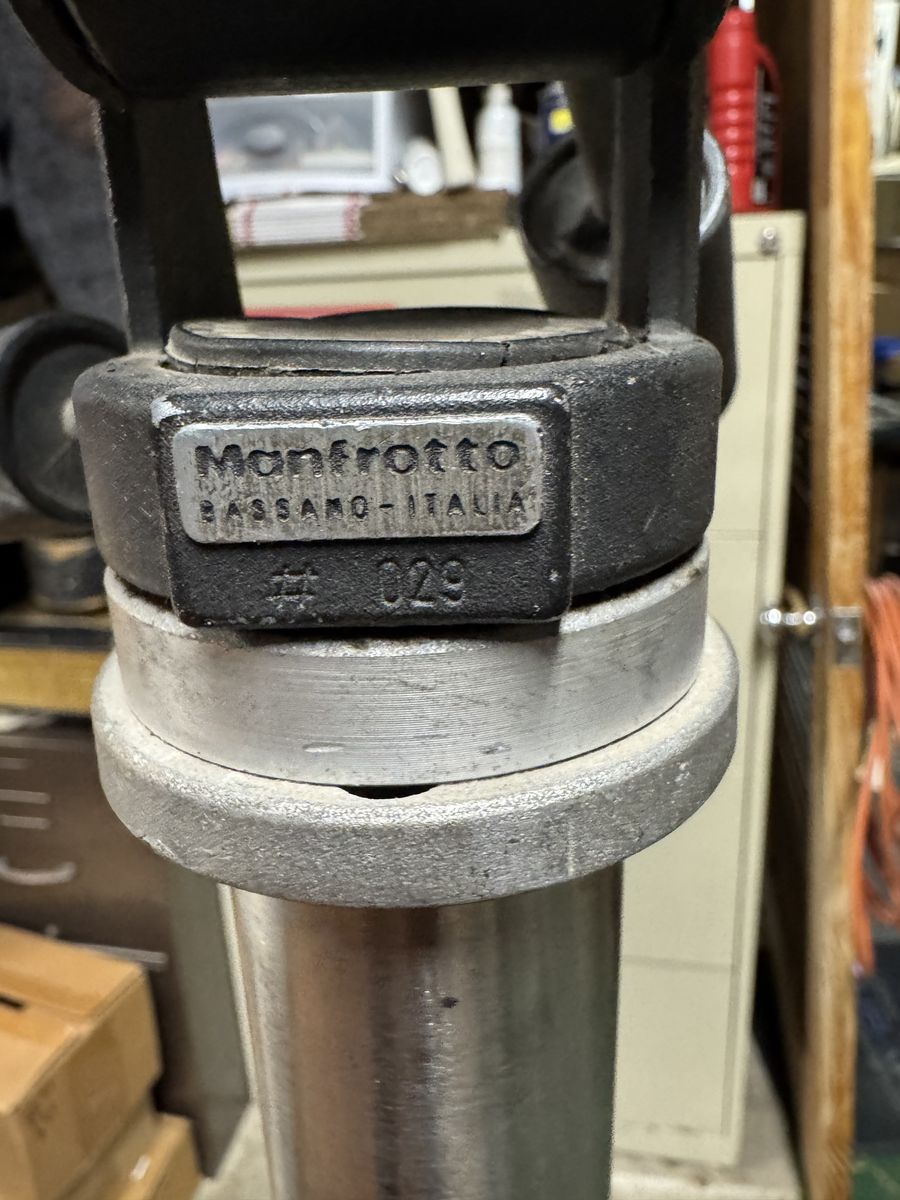 Manfrotto
BASSANO-ITALIA
# 029